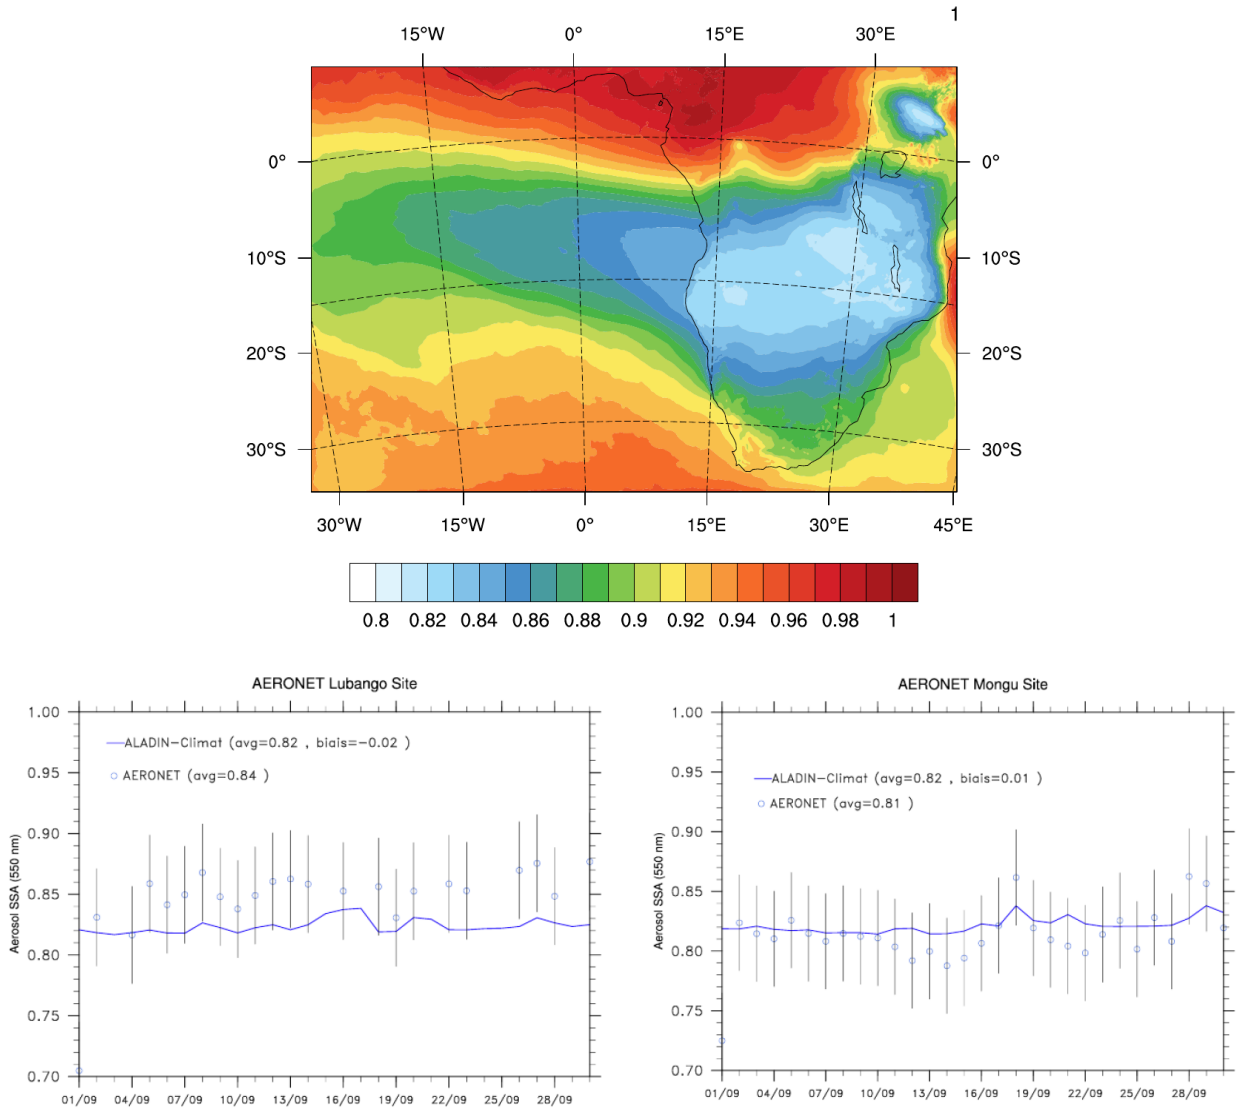 1
15°W 0° 15°E 30°E
0° 0°
10°S 10°S
20°S 20°S
30°S 30°S
30°W 15°W 0° 15°E 30°E 45°E
0.8 0.82 0.84 0.86 0.88 0.9 0.92 0.94 0.96 0.98 1
AERONET Lubango Site
1.00
0.95
0.90
0.85
0.80
0.75
0.70
Aerosol SSA (550 nm)
ALADIN-Climat (avg=0.82 , biais=-0.02 )
AERONET (avg=0.84 )
01/09 04/09 07/09 10/09 13/09 16/09 19/09 22/09 25/09 28/09
AERONET Mongu Site
1.00
0.95
0.90
0.85
0.80
0.75
0.70
Aerosol SSA (550 nm)
ALADIN-Climat (avg=0.82 , biais=0.01 )
AERONET (avg=0.81 )
01/09 04/09 07/09 10/09 13/09 16/09 19/09 22/09 25/09 28/09